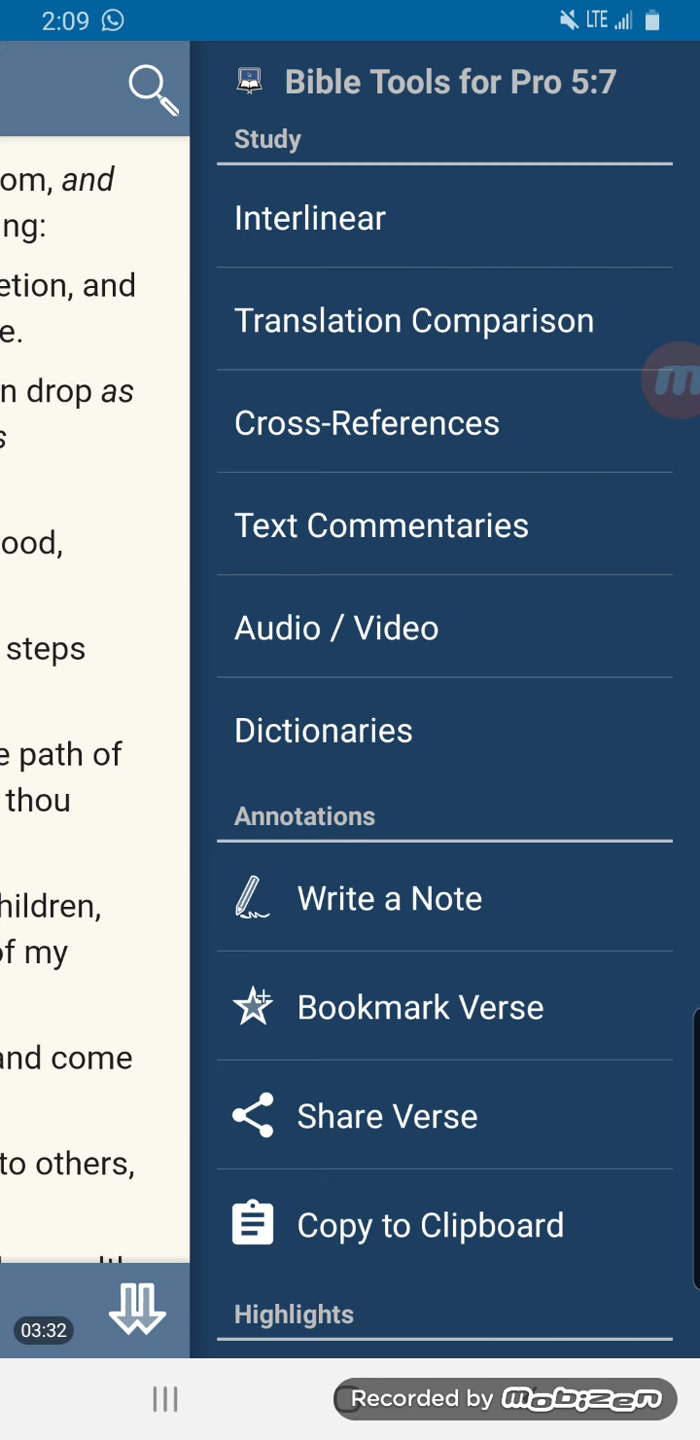 2:09
LTE
Bible Tools for Pro 5:7
Study
om, and
ng:
etion, and
e.
n drop as
s
ood,
steps
e path of
thou
hildren,
of my
and come
to others,
Interlinear
Translation Comparison
Cross-References
Text Commentaries
Audio / Video
Dictionaries
Annotations
Write a Note
Bookmark Verse
Share Verse
Copy to Clipboard
Highlights
m
03:32
Recorded by mobizen